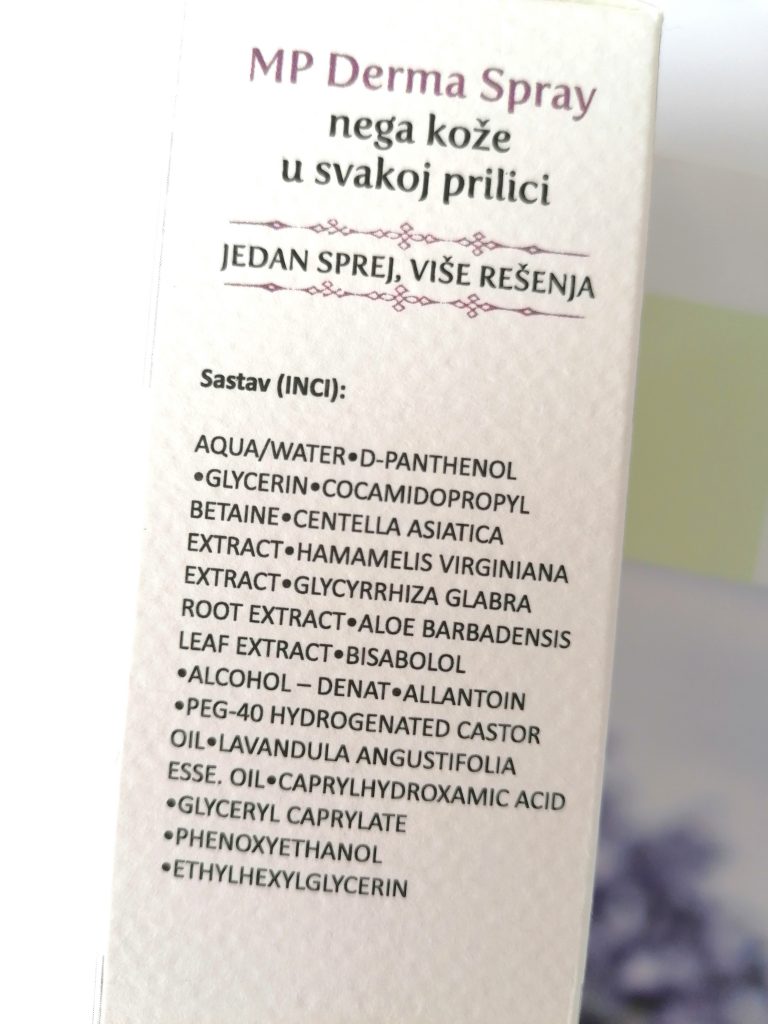 MP Derma Spray
nega kože
u svakoj prilici
JEDAN SPREJ, VIŠE REŠENJA
Sastav (INCI):
AQUA/WATER•D-PANTHENOL
•GLYCERIN•COCAMIDOPROPYL
BETAINE•CENTELLA ASIATICA
EXTRACT•HAMAMELIS VIRGINIANA
EXTRACT•GLYCYRRHIZA GLABRA
ROOT EXTRACT•ALOE BARBADENSIS
LEAF EXTRACT•BISABOLOL
•ALCOHOL – DENAT•ALLANTOIN
•PEG-40 HYDROGENATED CASTOR
OIL•LAVANDULA ANGUSTIFOLIA
ESSE. OIL•CAPRYLHYDROXAMIC ACID
•GLYCERYL CAPRYLATE
•PHENOXYETHANOL
•ETHYLHEXYLGLYCERIN